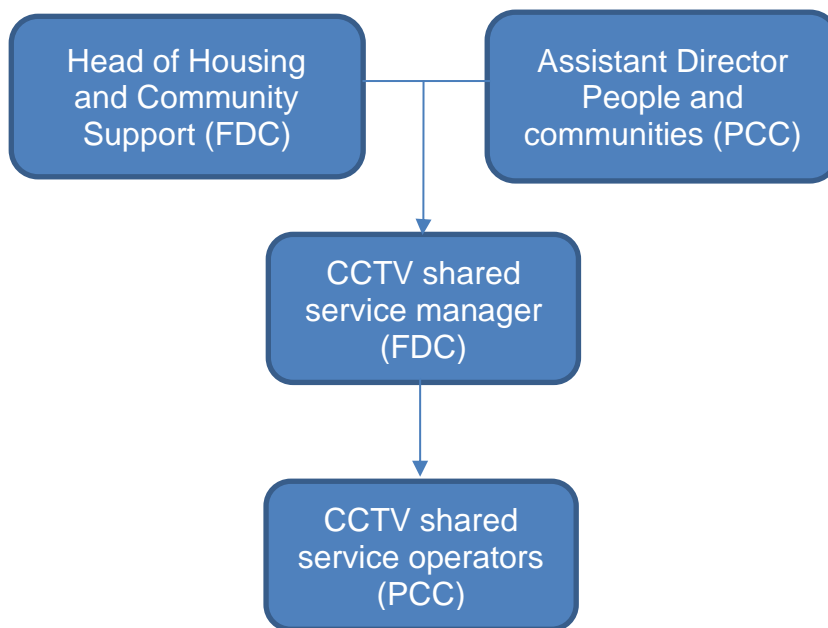 Head of Housing
and Community
Support (FDC)
Assistant Director
People and
communities (PCC)
CCTV shared
service manager
(FDC)
CCTV shared
service operators
(PCC)